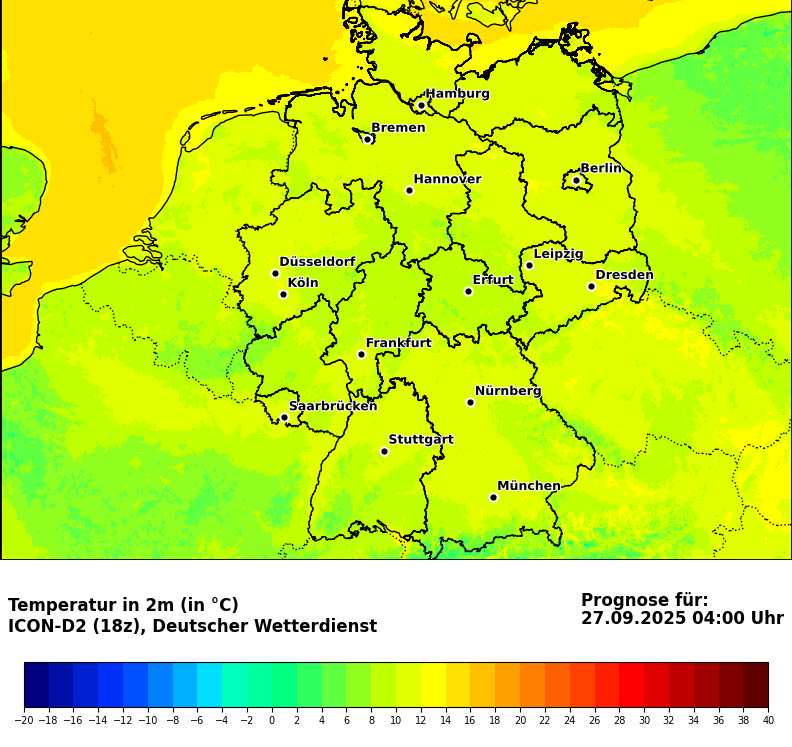 Hamburg
Bremen
Berlin
Hannover
Leipzig
Düsseldorf
Dresden
Köln
Erfurt
Frankfurt
Nürnberg
Saarbrücken
Stuttgart
München
Temperatur in 2m (in °C)
ICON-D2 (18z), Deutscher Wetterdienst
Prognose für:
27.09.2025 04:00 Uhr
−20 −18 −16 −14 −12 −10 −8 −6 −4 −2 0 2 4 6 8 10 12 14 16 18 20 22 24 26 28 30 32 34 36 38 40